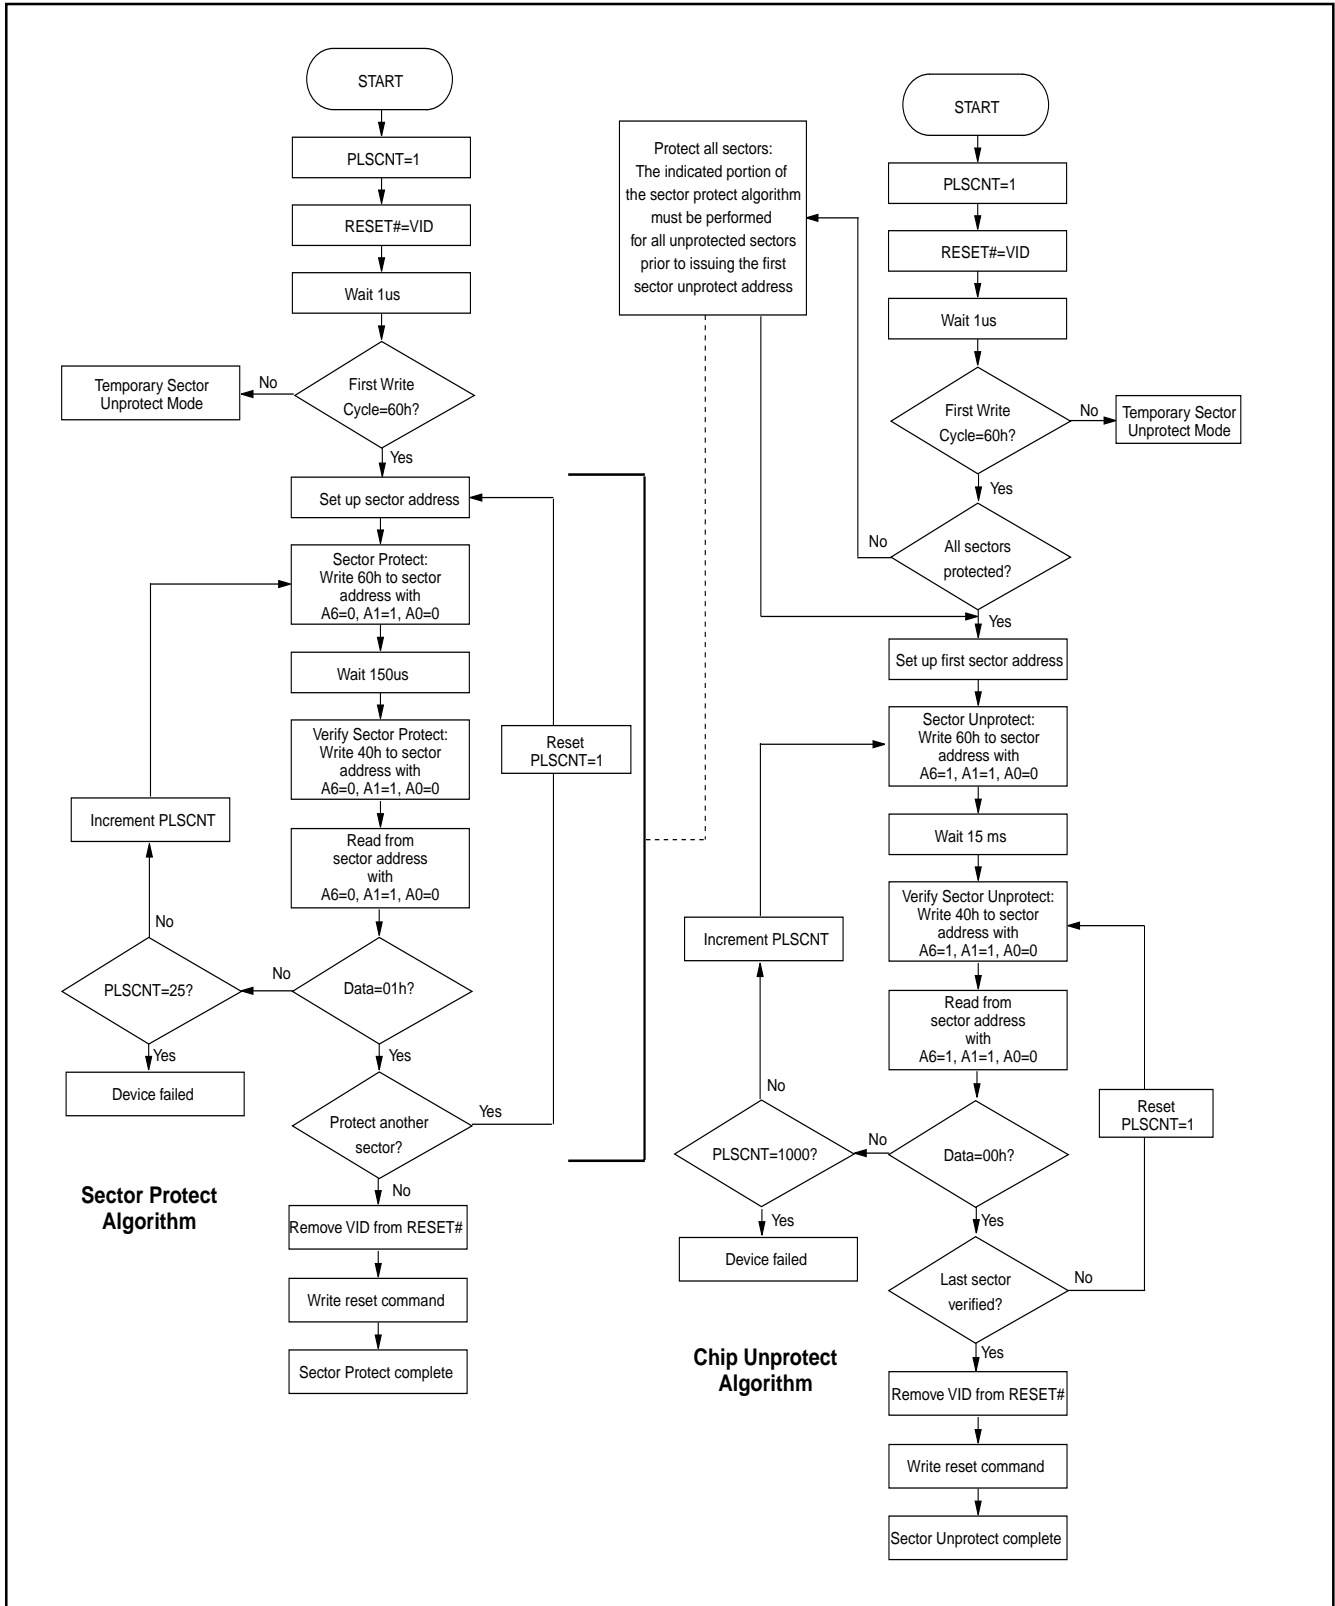 START
PLSCNT=1
RESET#=VID
Wait 1us
First Write
Cycle=60h?
No
Temporary Sector
Unprotect Mode
Yes
Set up sector address
Sector Protect:
Write 60h to sector
address with
A6=0, A1=1, A0=0
Wait 150us
Verify Sector Protect:
Write 40h to sector
address with
A6=0, A1=1, A0=0
Reset
PLSCNT=1
Increment PLSCNT
Read from
sector address
with
A6=0, A1=1, A0=0
No
PLSCNT=25?
No
Data=01h?
Yes
Device failed
Yes
Protect another
sector?
Yes
No
Sector Protect
Algorithm
Remove VID from RESET#
Write reset command
Sector Protect complete
Protect all sectors:
The indicated portion of
the sector protect algorithm
must be performed
for all unprotected sectors
prior to issuing the first
sector unprotect address
START
PLSCNT=1
RESET#=VID
Wait 1us
First Write
Cycle=60h?
No
Temporary Sector
Unprotect Mode
Yes
No
All sectors
protected?
Yes
Set up first sector address
Sector Unprotect:
Write 60h to sector
address with
A6=1, A1=1, A0=0
Wait 15 ms
Verify Sector Unprotect:
Write 40h to sector
address with
A6=1, A1=1, A0=0
Increment PLSCNT
Read from
sector address
with
A6=1, A1=1, A0=0
No
Reset
PLSCNT=1
PLSCNT=1000?
No
Data=00h?
Yes
Device failed
Yes
Last sector
verified?
No
Yes
Chip Unprotect
Algorithm
Remove VID from RESET#
Write reset command
Sector Unprotect complete